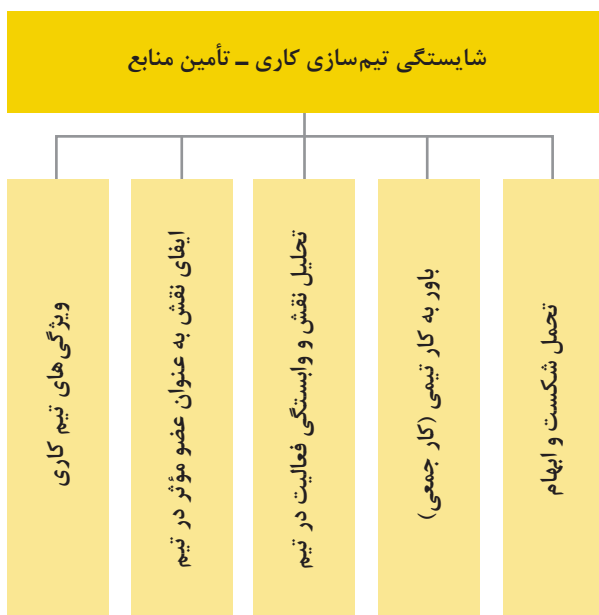 شایستگی تیم‌سازی کاری ـ تأمین منابع
تحمل شکست و ابهام
باور به کار تیمی (کار جمعی)
تحلیل نقش و وابستگی فعالیت در تیم
ایفای نقش به عنوان عضو مؤثر در تیم
ویژگی‌های تیم کاری